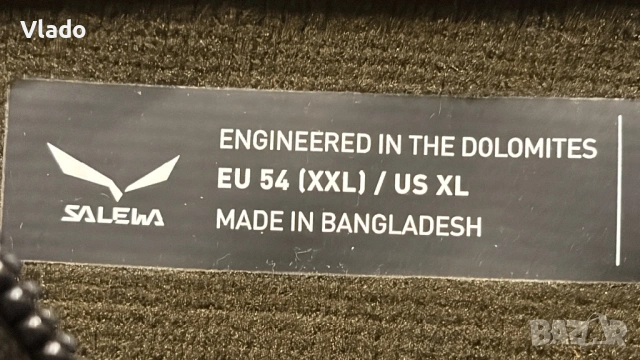 Vlado
ENGINEERED IN THE DOLOMITES
EU 54 (XXL) / US XL
MADE IN BANGLADESH
SALEWA
BAZAR